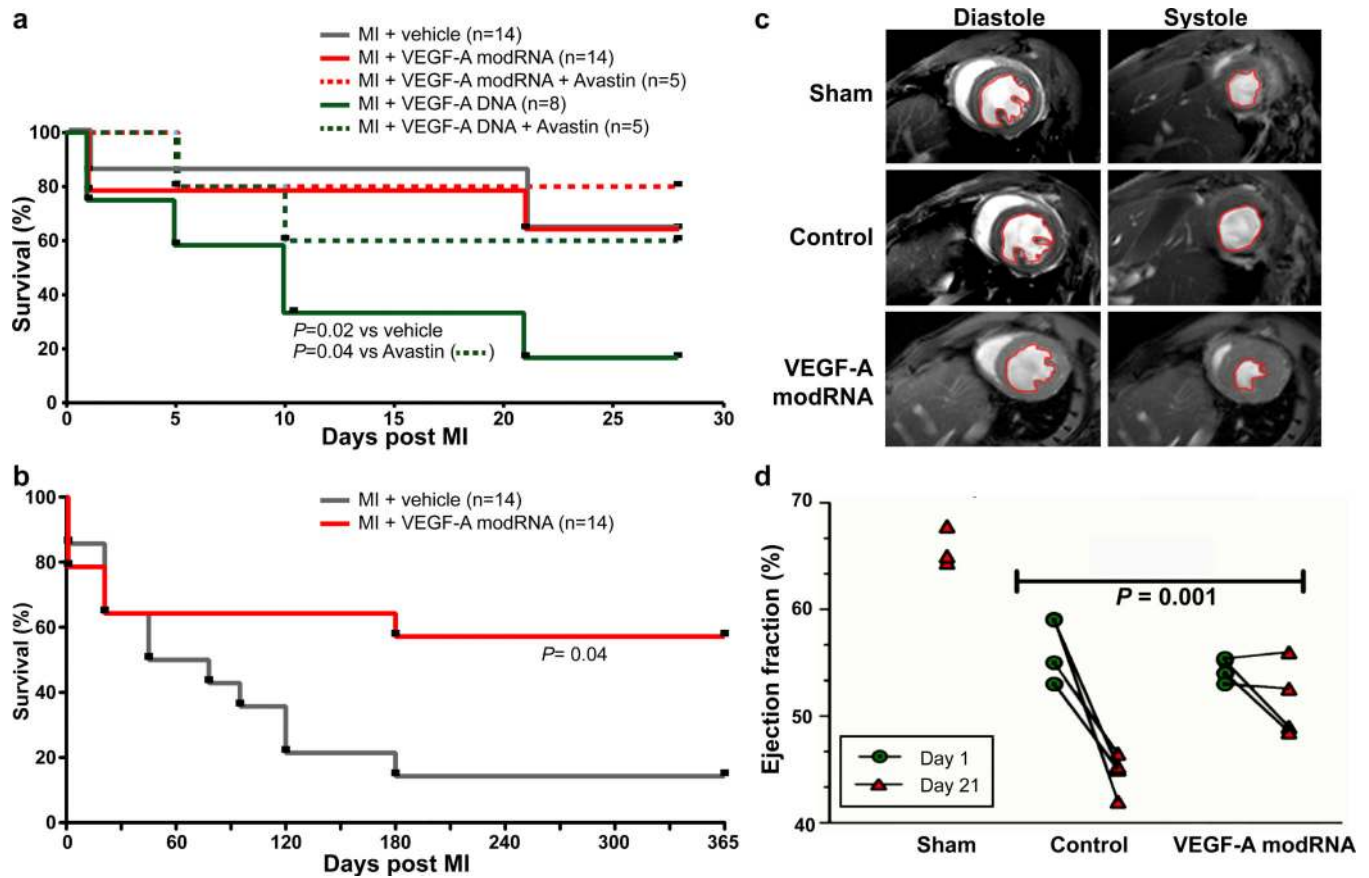 a
MI + vehicle (n=14)
MI + VEGF-A modRNA (n=14)
MI + VEGF-A modRNA + Avastin (n=5)
MI + VEGF-A DNA (n=8)
MI + VEGF-A DNA + Avastin (n=5)
Survival (%)
100
80
60
40
20
0
P=0.02 vs vehicle
P=0.04 vs Avastin ( )
0 5 10 15 20 25 30
Days post MI
b
MI + vehicle (n=14)
MI + VEGF-A modRNA (n=14)
Survival (%)
100
80
60
40
20
0
P= 0.04
0 60 120 180 240 300 365
Days post MI
c
Diastole Systole
Sham
Control
VEGF-A
modRNA
d
Ejection fraction (%)
70
60
50
40
P = 0.001
Day 1
Day 21
Sham Control VEGF-A modRNA